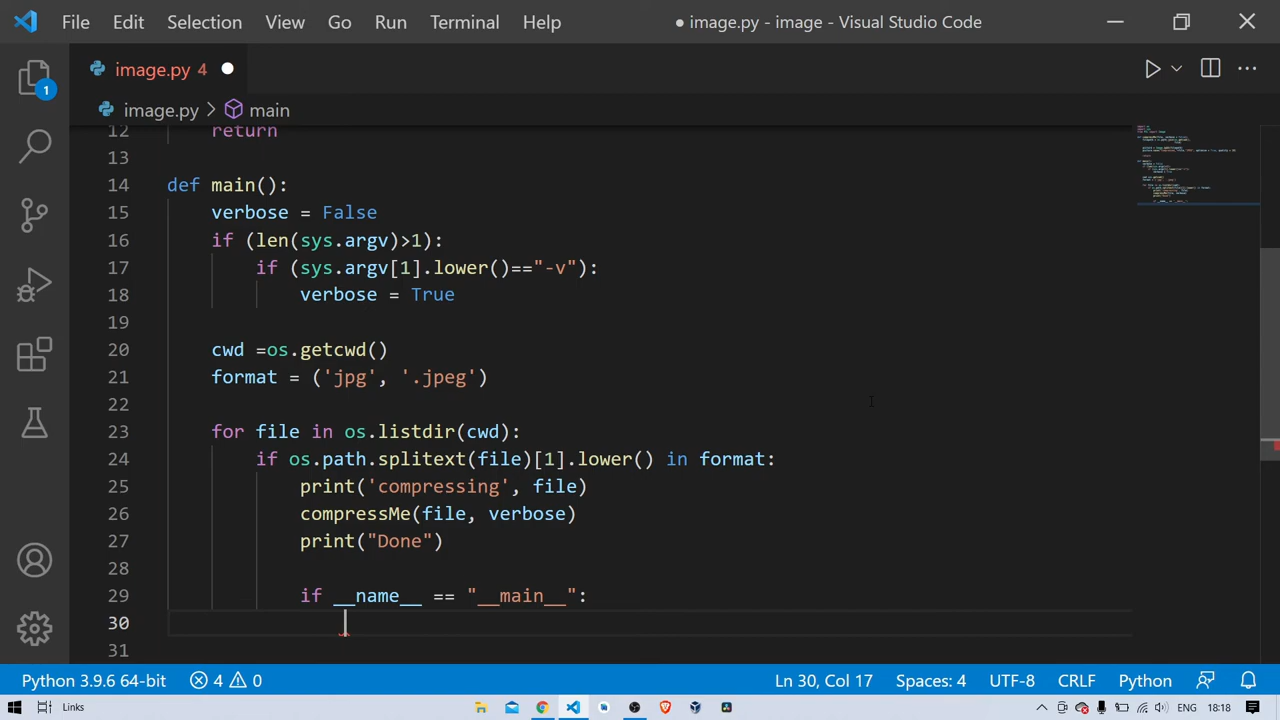 File Edit Selection View Go Run Terminal Help ● image.py - image - Visual Studio Code
image.py 4
1
image.py > main
12 return
13
14 def main():
15 verbose = False
16 if (len(sys.argv)>1):
17 if (sys.argv[1].lower()=="-v"):
18 verbose = True
19
20 cwd =os.getcwd()
21 format = ('jpg', '.jpeg')
22
23 for file in os.listdir(cwd):
24 if os.path.splitext(file)[1].lower() in format:
25 print('compressing', file)
26 compressMe(file, verbose)
27 print("Done")
28
29 if __name__ == "__main__":
30
31
Python 3.9.6 64-bit 4 0 Ln 30, Col 17 Spaces: 4 UTF-8 CRLF Python
Links ENG 18:18